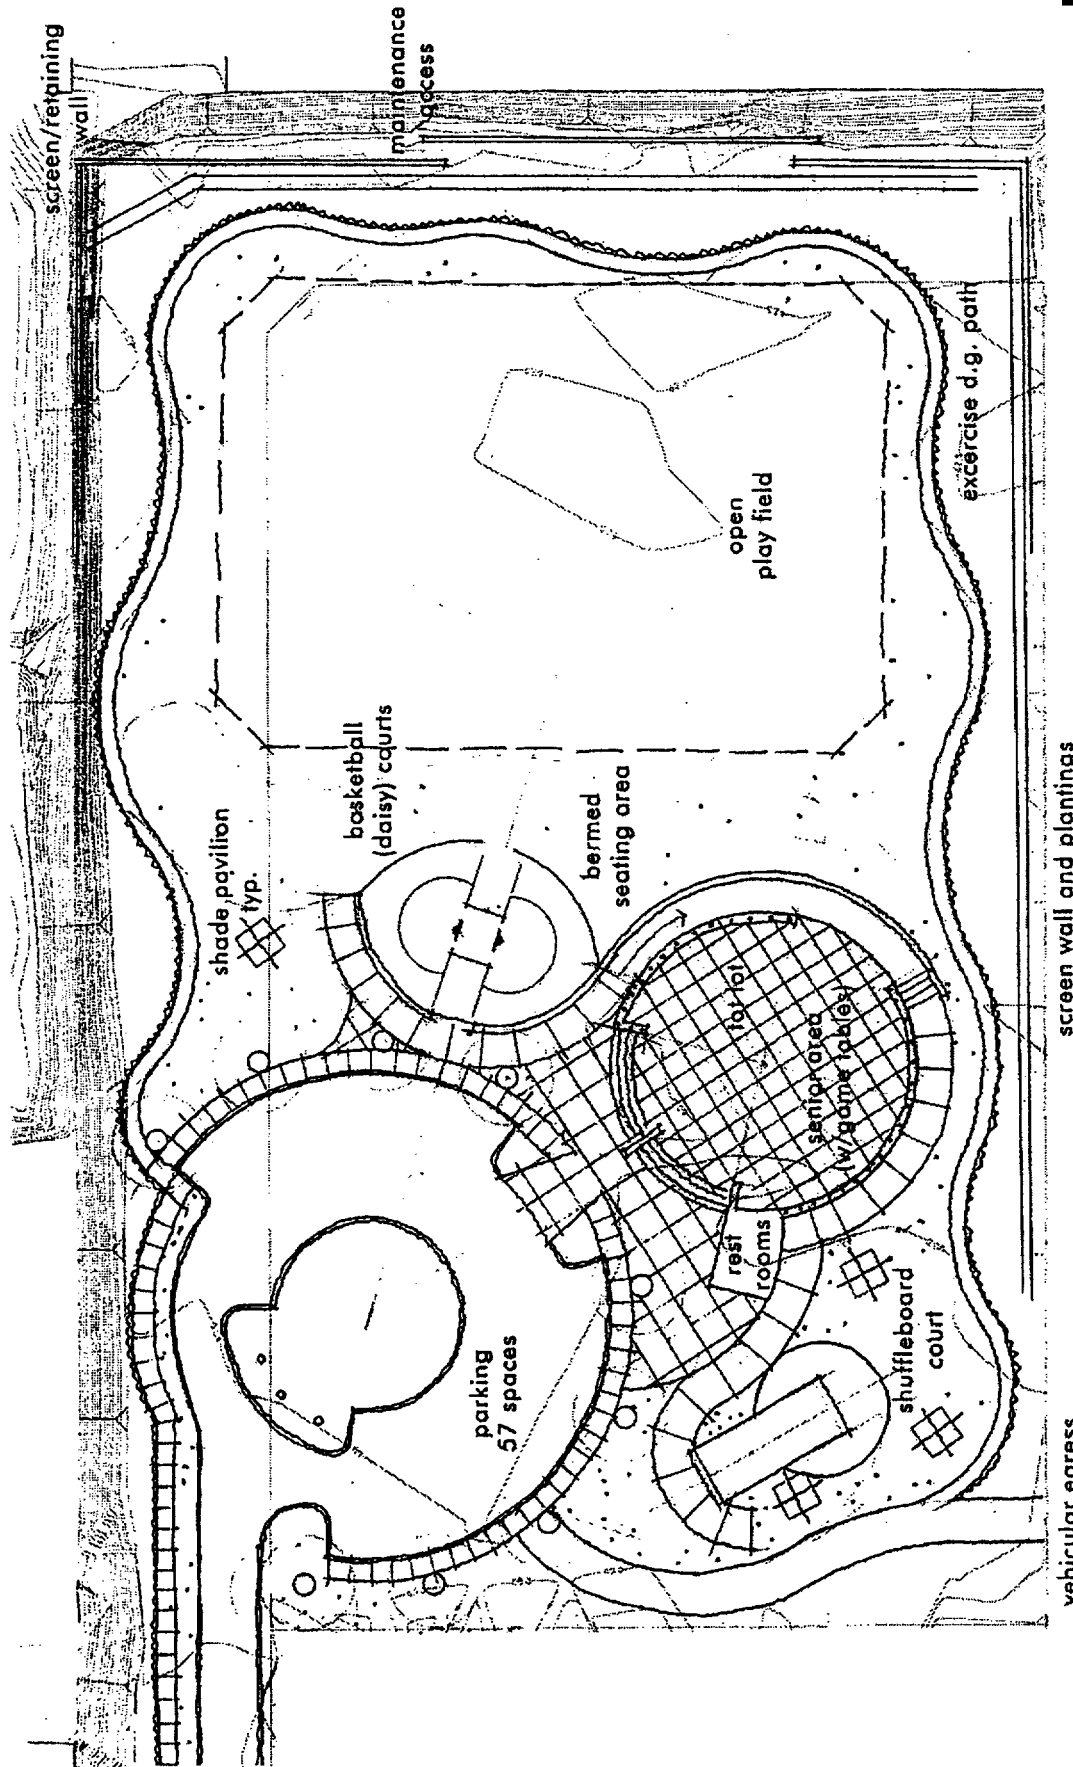 screen/retaining
wall
maintenance
access
excercise d.g. path
open
play field
basketball
(daisy) courts
bermed
seating area
shade pavilion
typ.
tot lot
senior area
(w/game tables)
rest
rooms
shuffleboard
court
parking
57 spaces
screen wall and plantings
vehicular egress